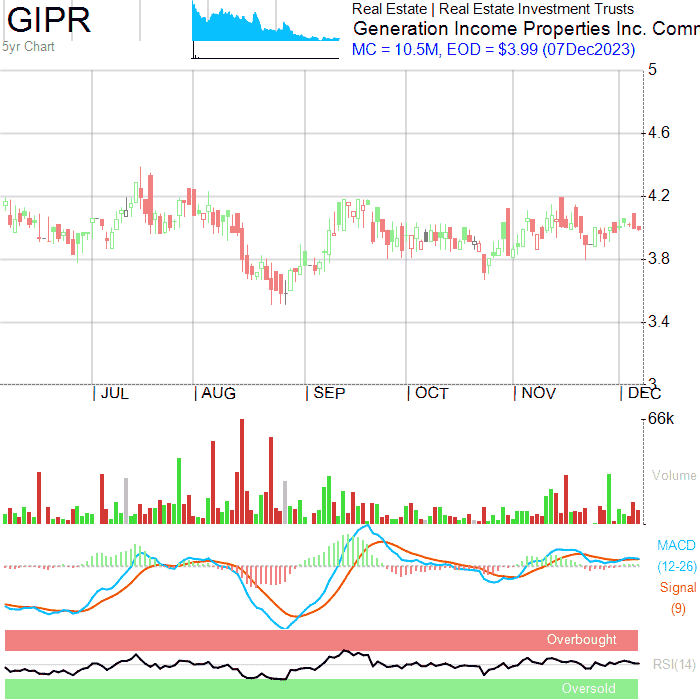 GIPR
5yr Chart
Real Estate | Real Estate Investment Trusts
Generation Income Properties Inc. Comm
MC = 10.5M, EOD = $3.99 (07Dec2023)
5
4.6
4.2
3.8
3.4
3
JUL AUG SEP OCT NOV DEC
66k
Volume
MACD
(12-26)
Signal
(9)
Overbought
RSI(14)
Oversold